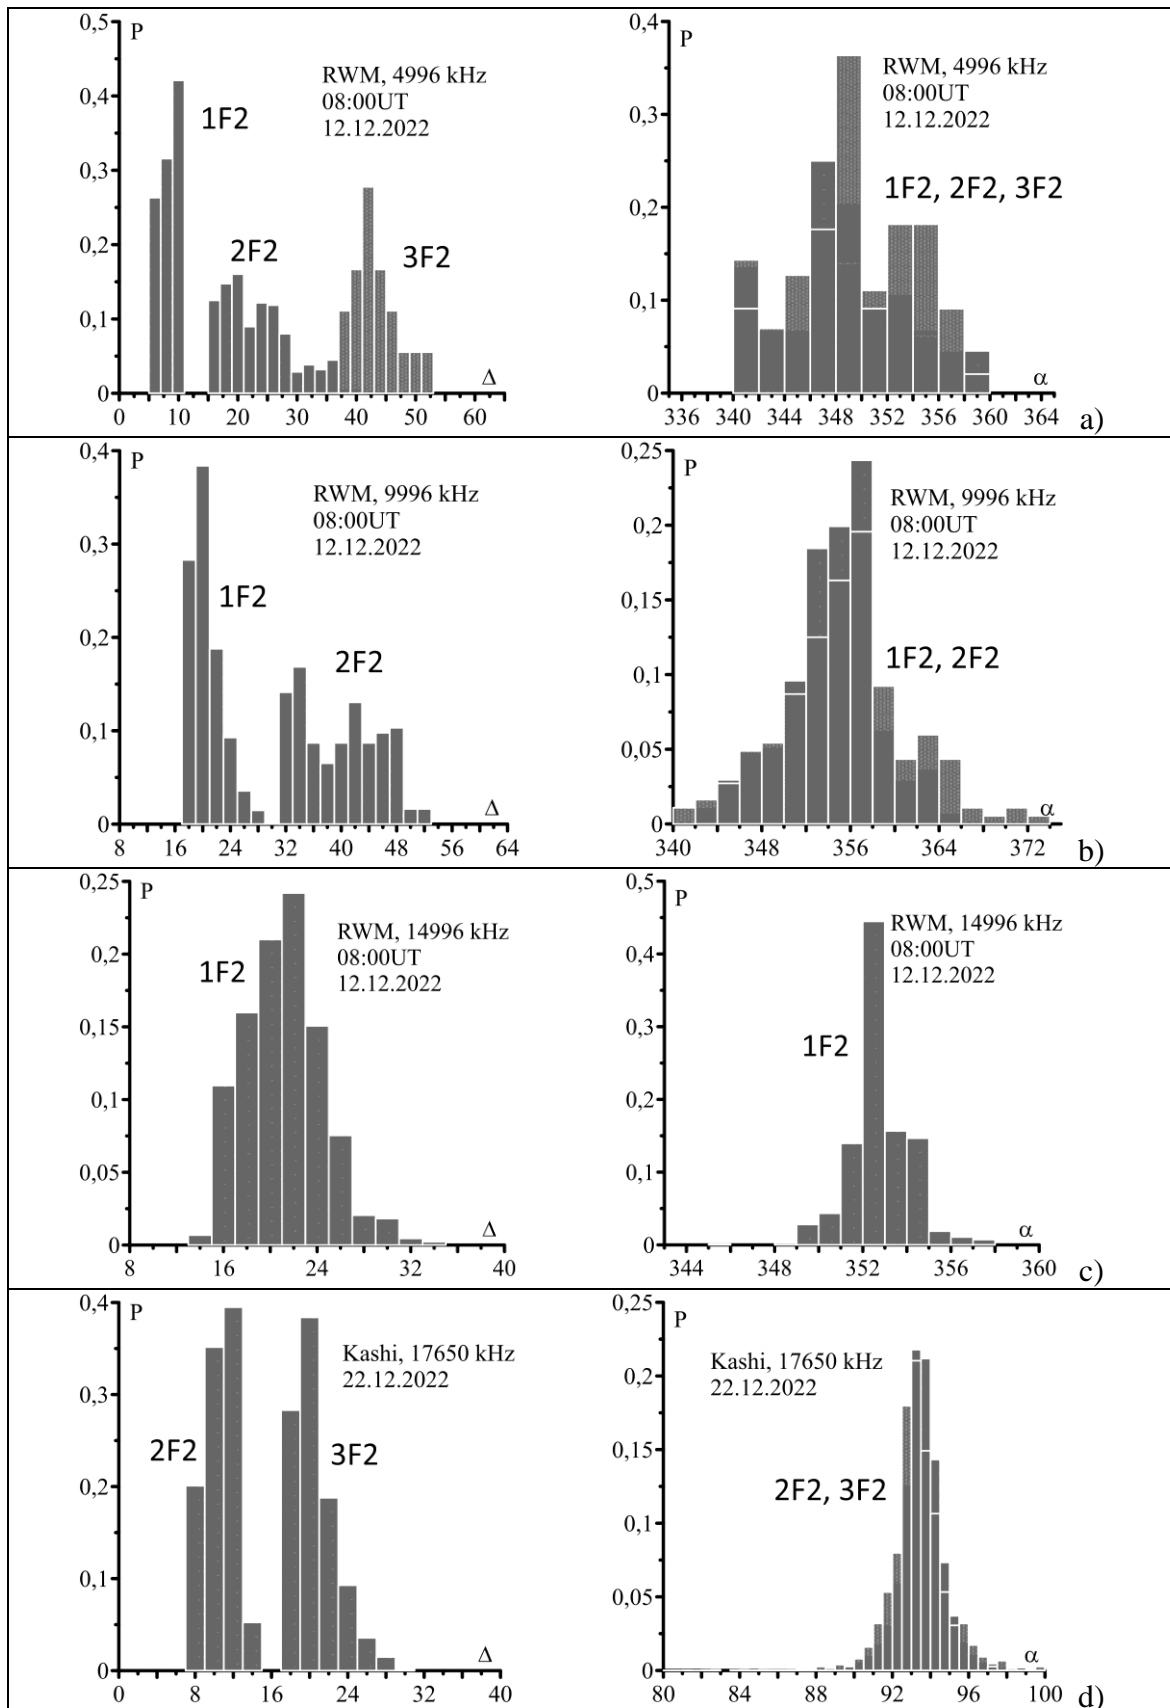 0,5
P
RWM, 4996 kHz
08:00UT
12.12.2022
1F2
2F2
3F2
0,4
0,3
0,2
0,1
0
Δ
0 10 20 30 40 50 60
0,4
P
RWM, 4996 kHz
08:00UT
12.12.2022
1F2, 2F2, 3F2
0,3
0,2
0,1
0
α
336 340 344 348 352 356 360 364
a)
0,4
P
RWM, 9996 kHz
08:00UT
12.12.2022
1F2
2F2
0,3
0,2
0,1
0
Δ
8 16 24 32 40 48 56 64
0,25
P
RWM, 9996 kHz
08:00UT
12.12.2022
1F2, 2F2
0,2
0,15
0,1
0,05
0
α
340 348 356 364 372
b)
0,25
P
RWM, 14996 kHz
08:00UT
12.12.2022
1F2
0,2
0,15
0,1
0,05
0
Δ
8 16 24 32 40
0,5
P
RWM, 14996 kHz
08:00UT
12.12.2022
1F2
0,4
0,3
0,2
0,1
0
α
344 348 352 356 360
c)
0,4
P
Kashi, 17650 kHz
22.12.2022
2F2
3F2
0,3
0,2
0,1
0
Δ
0 8 16 24 32 40
0,25
P
Kashi, 17650 kHz
22.12.2022
2F2, 3F2
0,2
0,15
0,1
0,05
0
α
80 84 88 92 96 100
d)